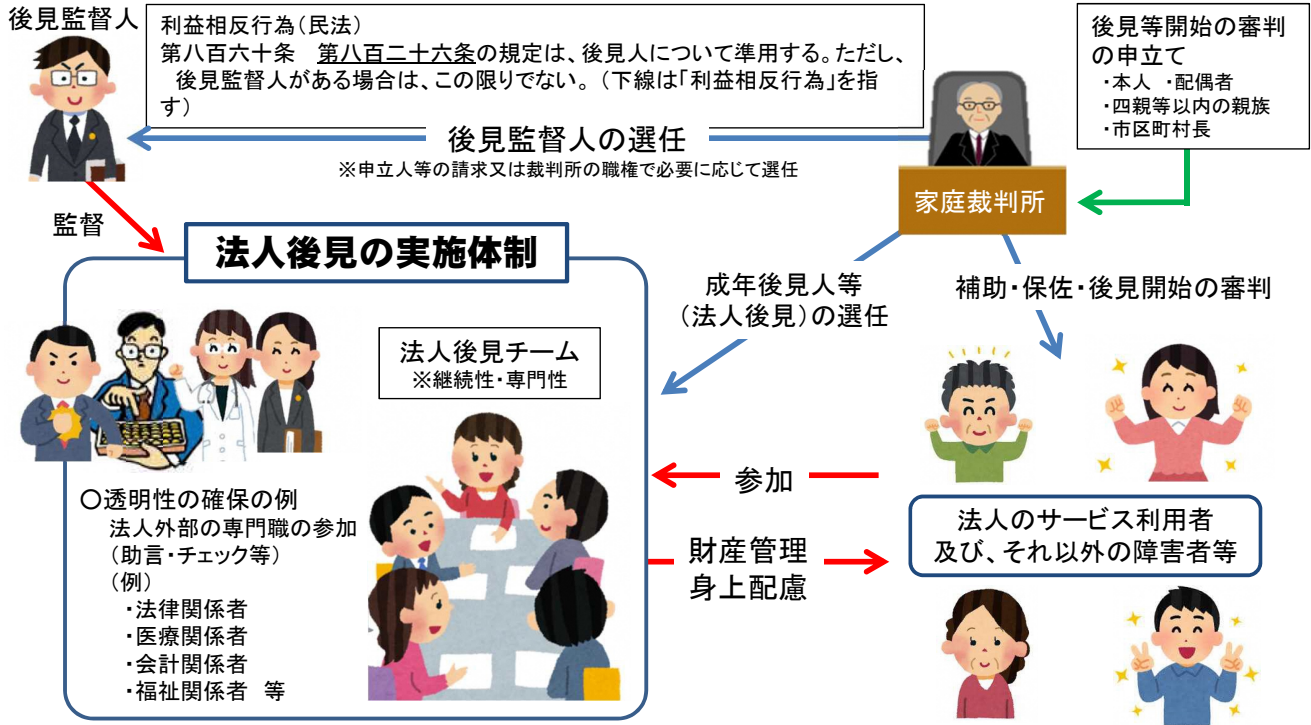 後見監督人
利益相反行為（民法）
第八百六十条　第八百二十六条の規定は、後見人について準用する。ただし、
後見監督人がある場合は、この限りでない。（下線は「利益相反行為」を指
す）
後見等開始の審判
の申立て
・本人　・配偶者
・四親等以内の親族
・市区町村長
後見監督人の選任
※申立人等の請求又は裁判所の職権で必要に応じて選任
家庭裁判所
監督
法人後見の実施体制
成年後見人等
（法人後見）の選任
補助・保佐・後見開始の審判
法人後見チーム
※継続性・専門性
参加
財産管理
身上配慮
法人のサービス利用者
及び、それ以外の障害者等
○透明性の確保の例
法人外部の専門職の参加
（助言・チェック等）
（例）
・法律関係者
・医療関係者
・会計関係者
・福祉関係者　等